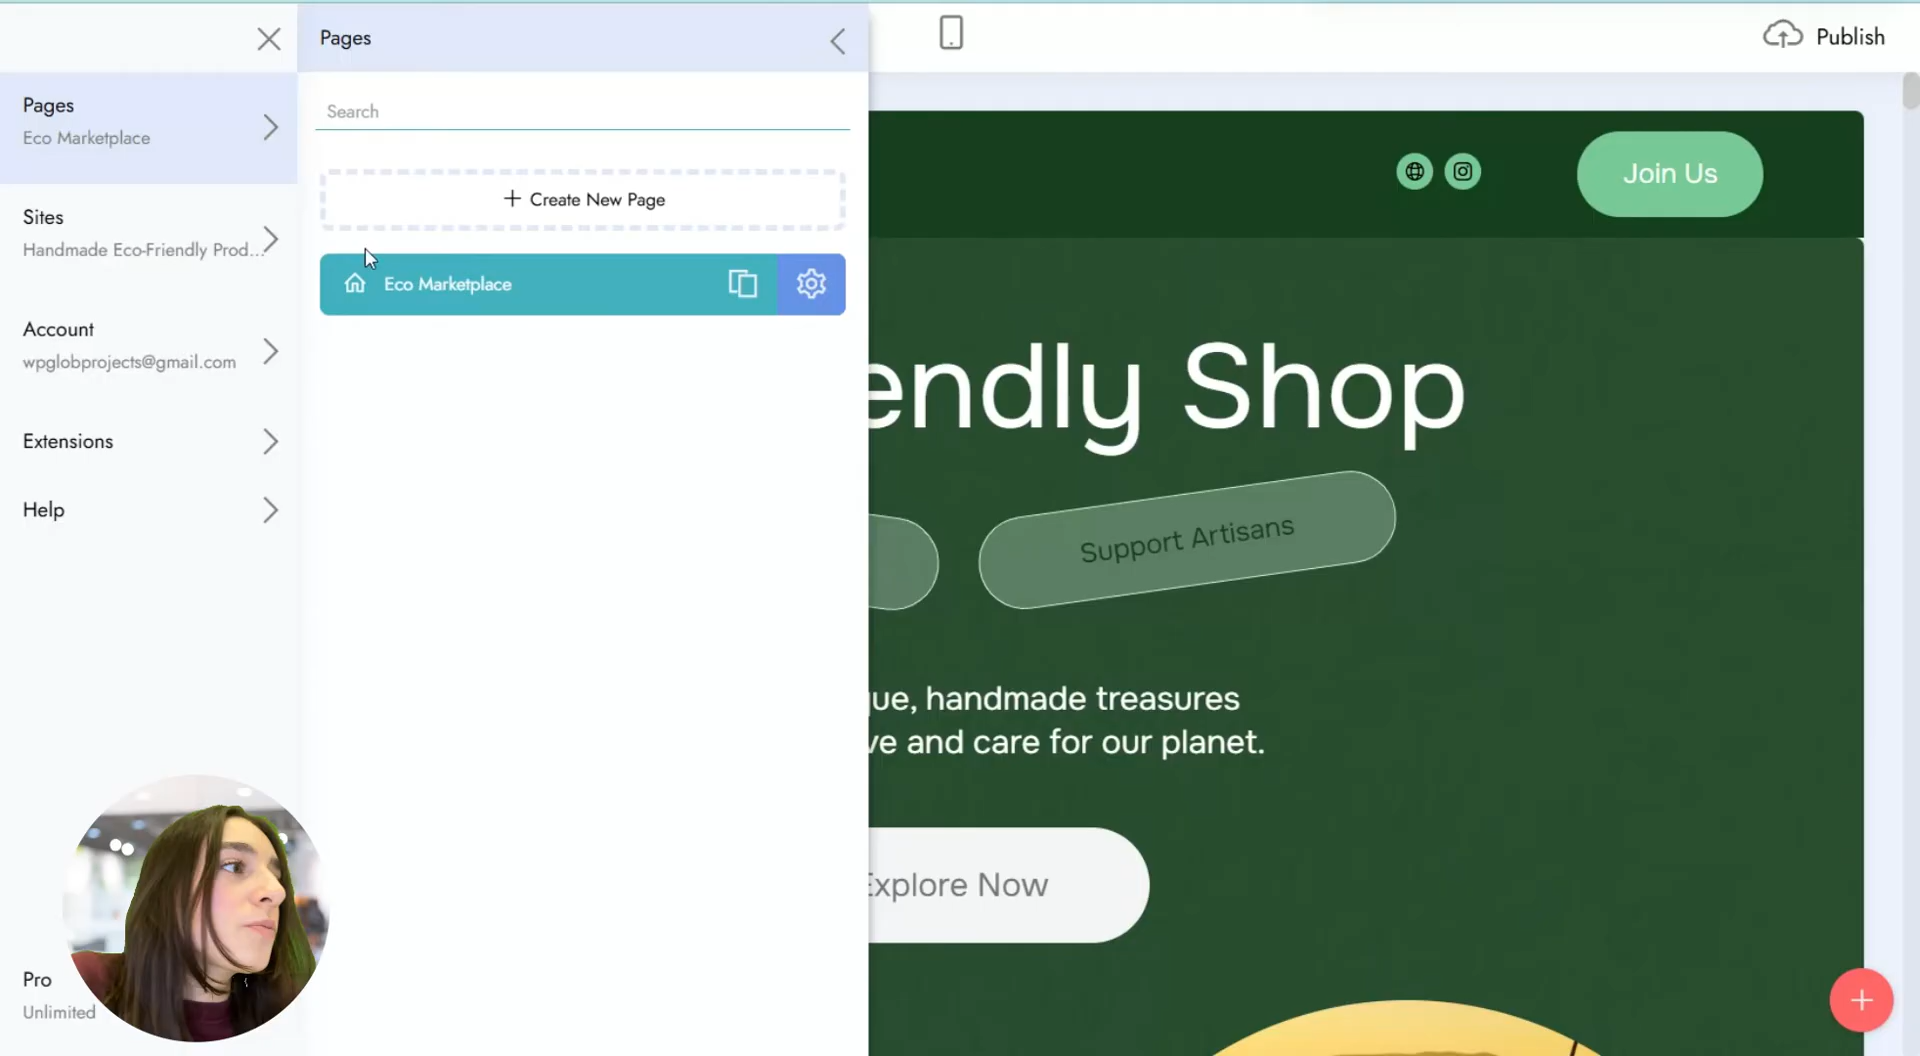 Pages
Eco Marketplace
Sites
Handmade Eco-Friendly Prod...
Account
wpglobprojects@gmail.com
Extensions
Help
Pro
Unlimited
Pages
Search
+ Create New Page
Eco Marketplace
Publish
Join Us
endly Shop
Support Artisans
ue, handmade treasures
ve and care for our planet.
Explore Now